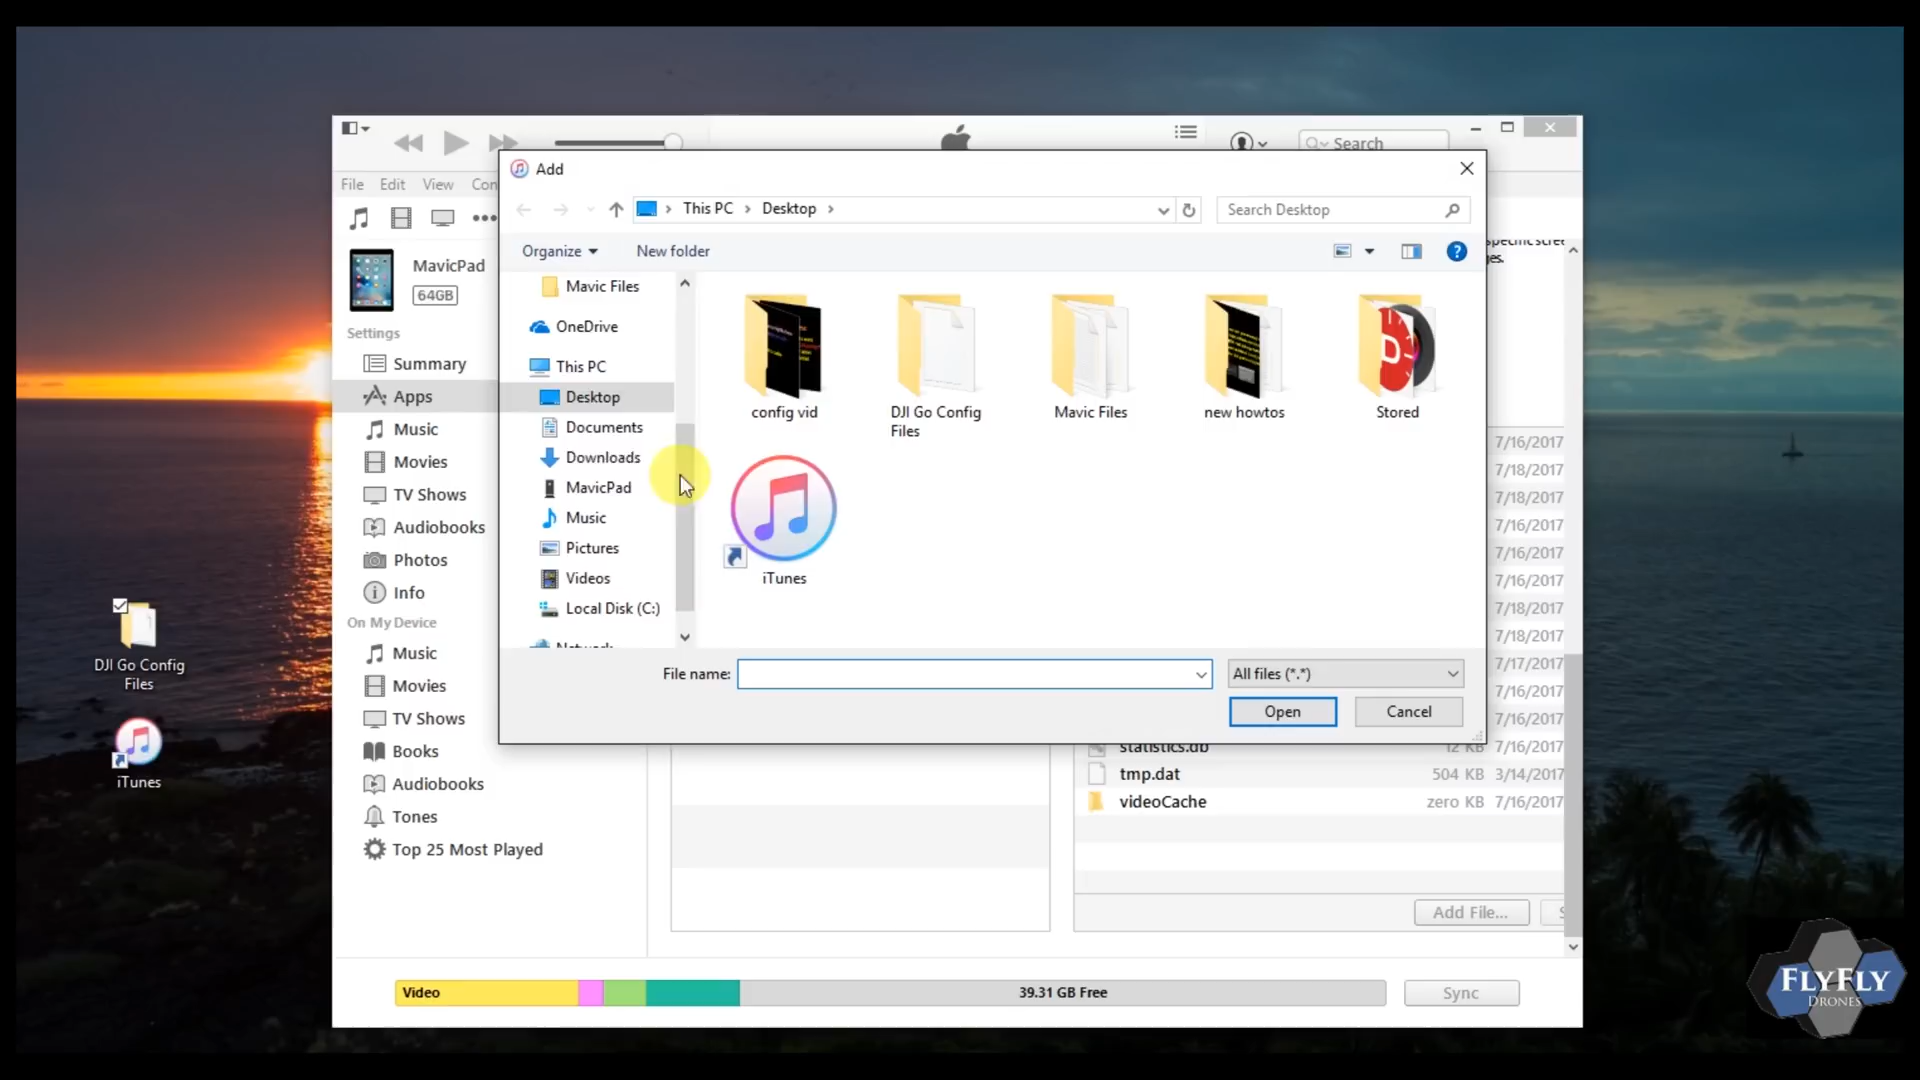 Search
File Edit View
MavicPad
64GB
Settings
Summary
Apps
Music
Movies
TV Shows
Audiobooks
Photos
Info
On My Device
Music
Movies
TV Shows
Books
Audiobooks
Tones
Top 25 Most Played
Add
This PC > Desktop >
Search Desktop
Organize
New folder
?
Mavic Files
OneDrive
This PC
Desktop
Documents
Downloads
MavicPad
Music
Pictures
Videos
Local Disk (C:)
Network
config vid
DJI Go Config
Files
Mavic Files
new howtos
Stored
D
iTunes
File name:
All files (*.*)
Open
Cancel
7/16/2017
7/18/2017
7/18/2017
7/16/2017
7/16/2017
7/16/2017
7/18/2017
7/18/2017
7/17/2017
7/16/2017
7/16/2017
statistics.db 12 KB 7/16/2017
tmp.dat 504 KB 3/14/2017
videoCache zero KB 7/16/2017
Add File...
Video
39.31 GB Free
Sync
DJI Go Config
Files
iTunes
FLYFLY
DRONES